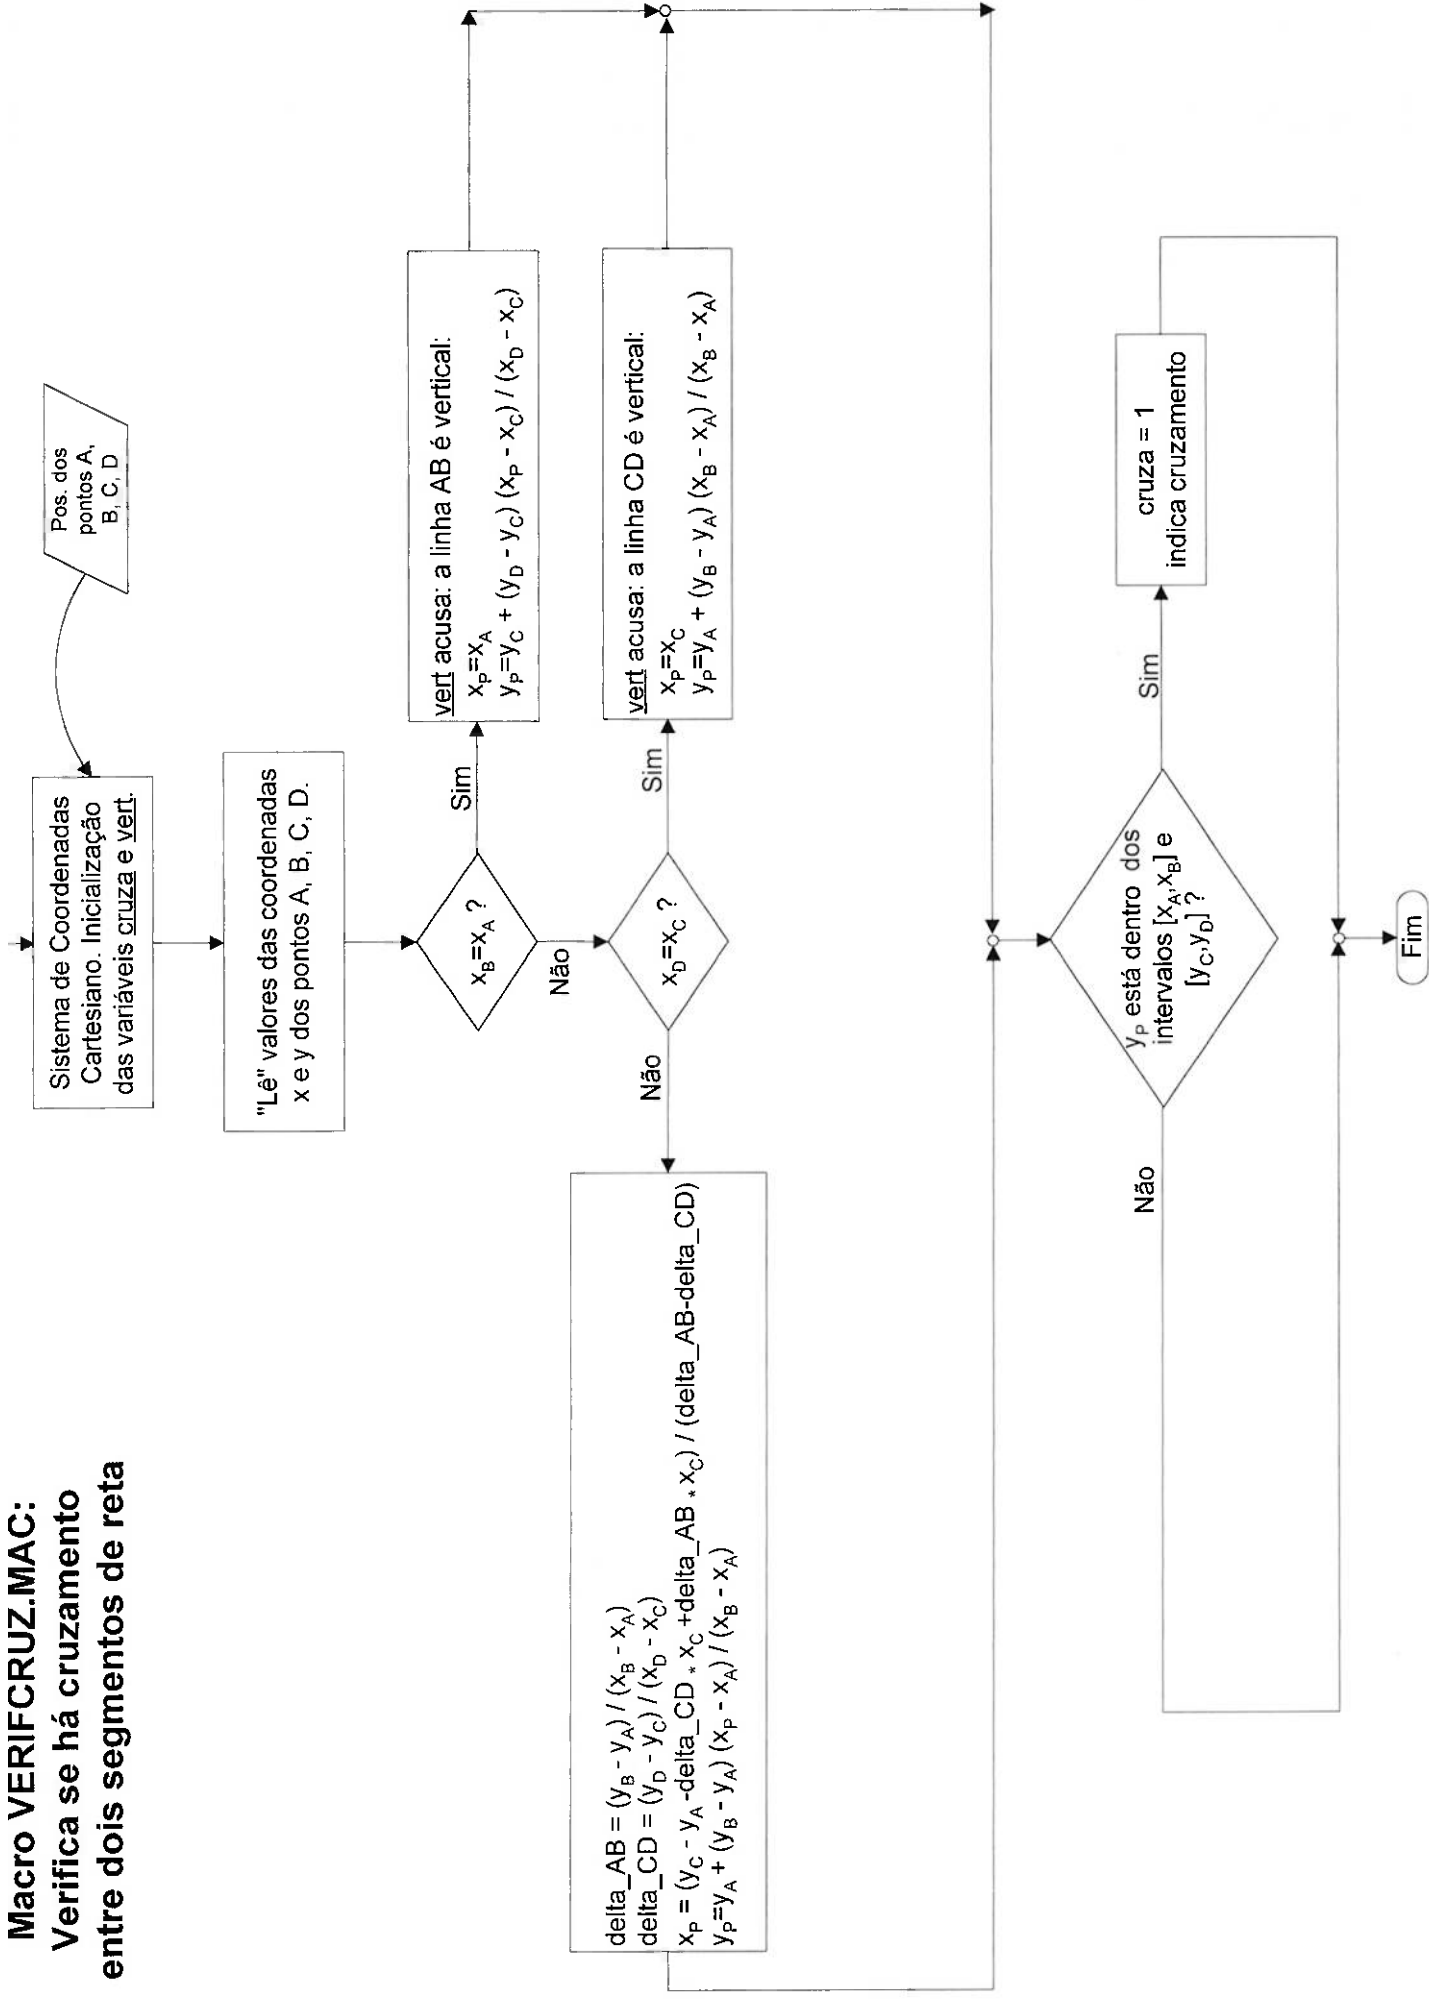 Macro VERIFCRUZ.MAC:
Verifica se há cruzamento
entre dois segmentos de reta
Pos. dos
pontos A,
B, C, D
Sistema de Coordenadas
Cartesiano. Inicialização
das variáveis cruza e vert.
"Lê" valores das coordenadas
x e y dos pontos A, B, C, D.
x_B=x_A ?
Sim
vert acusa: a linha AB é vertical:
x_P=x_A
y_P=y_C + (y_D - y_C) (x_P - x_C) / (x_D - x_C)
Não
x_D=x_C ?
Sim
vert acusa: a linha CD é vertical:
x_P=x_C
y_P=y_A + (y_B - y_A) (x_B - x_A) / (x_B - x_A)
Não
delta_AB = (y_B - y_A) / (x_B - x_A)
delta_CD = (y_D - y_C) / (x_D - x_C)
x_P = (y_C - y_A -delta_CD * x_C +delta_AB * x_C) / (delta_AB-delta_CD)
y_P=y_A + (y_B - y_A) (x_P - x_A) / (x_B - x_A)
y_P está dentro dos
intervalos [x_A,x_B] e
[y_C,y_D] ?
Sim
cruza = 1
indica cruzamento
Não
Fim